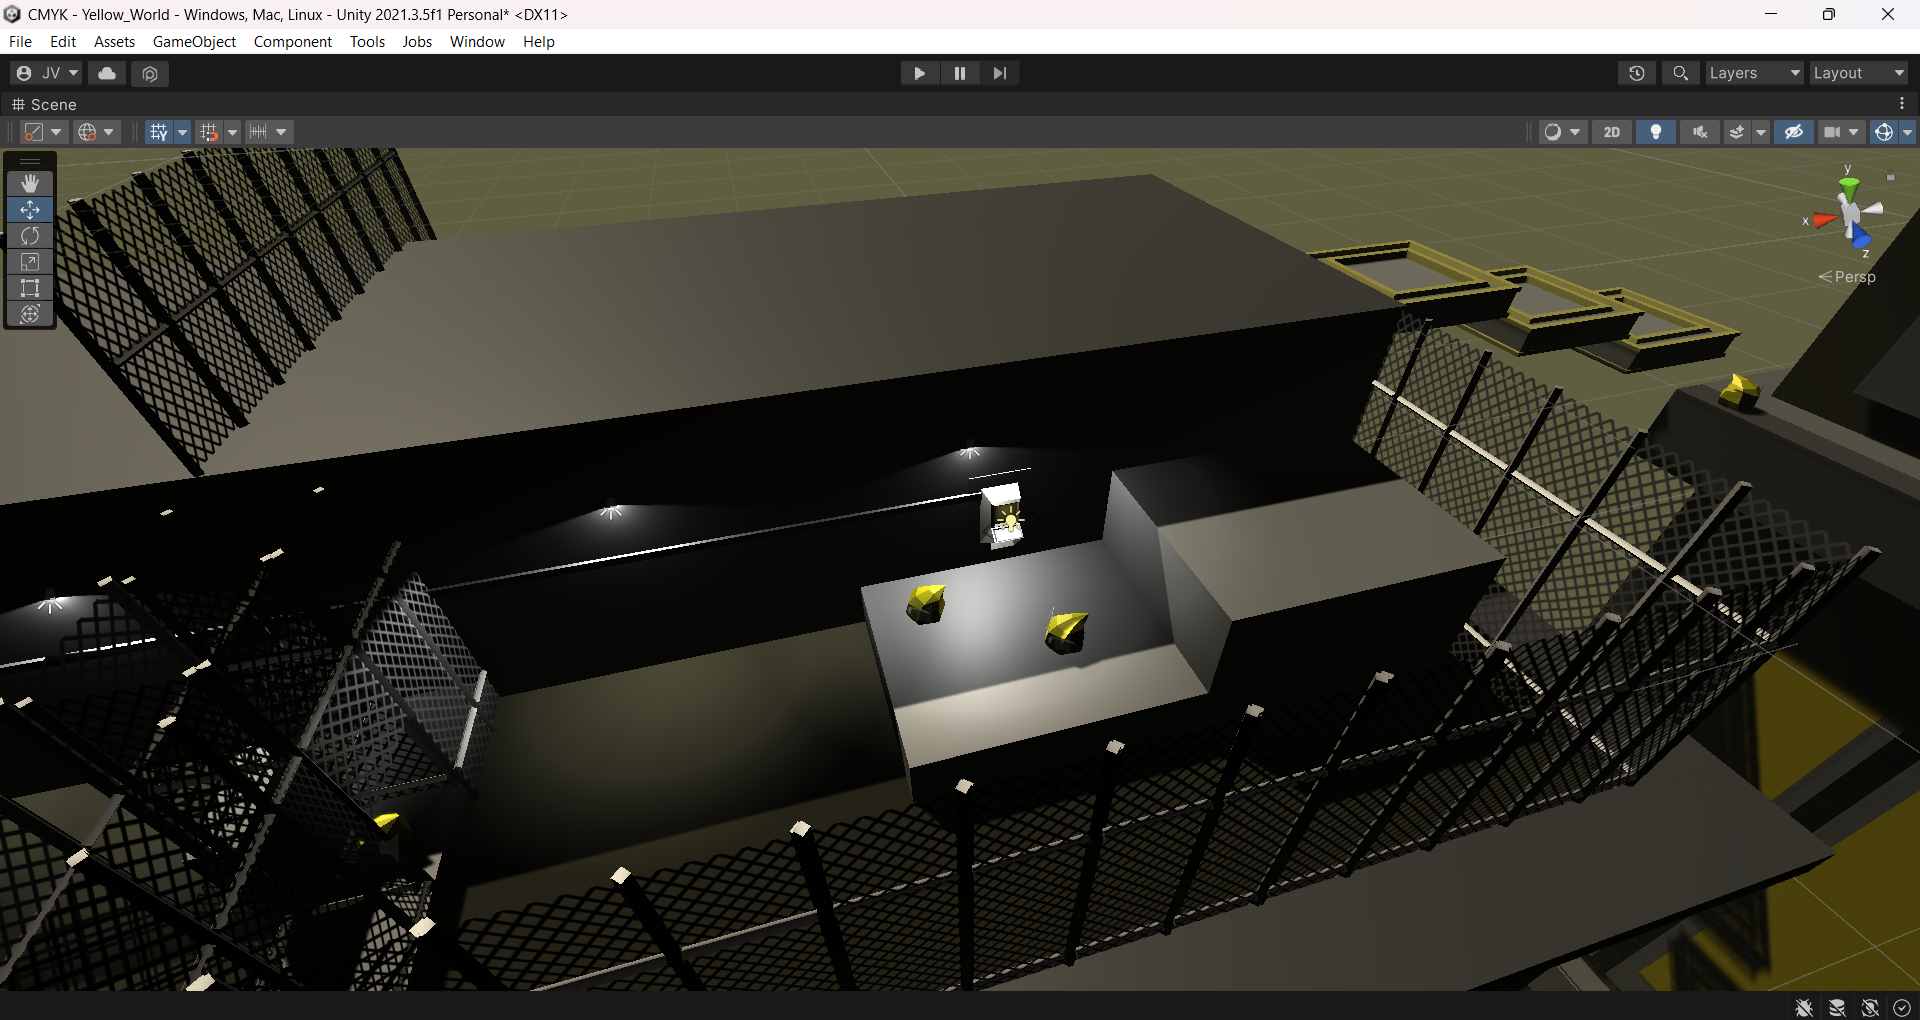 CMYK - Yellow_World - Windows, Mac, Linux - Unity 2021.3.5f1 Personal* <DX11>
File Edit Assets GameObject Component Tools Jobs Window Help
JV Layers Layout
Scene
2D
y
x
z
Persp